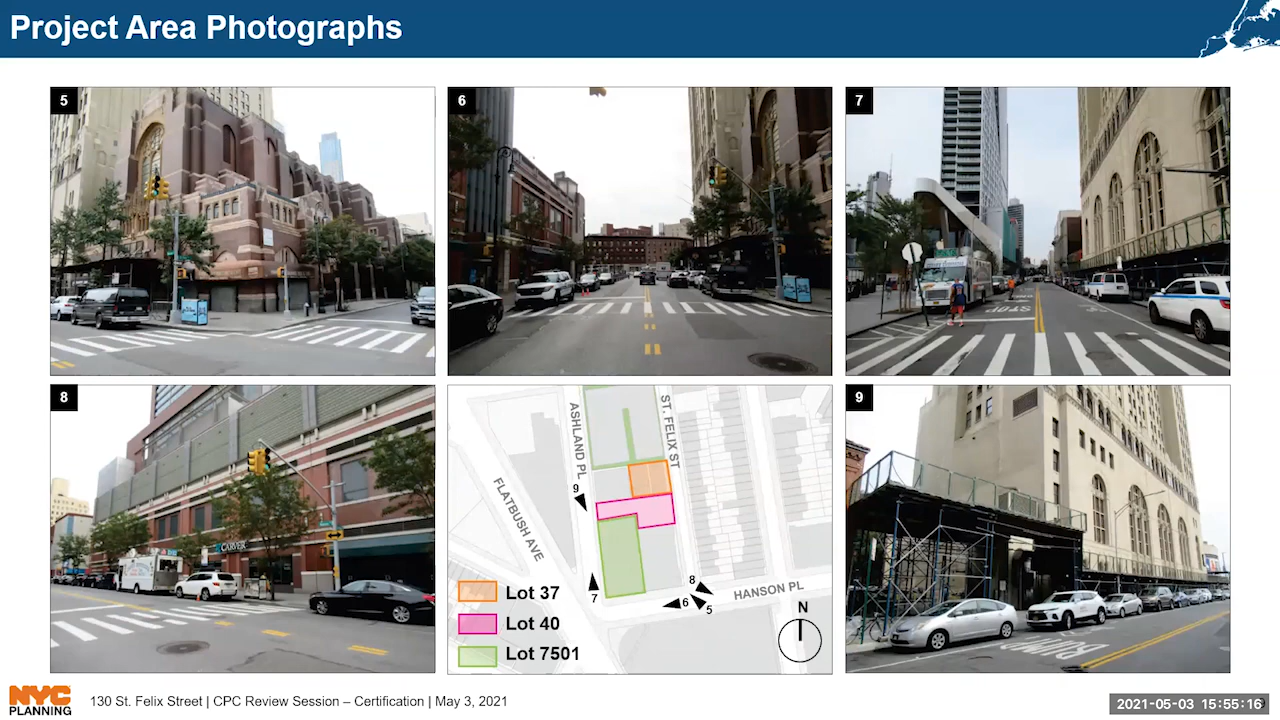 Project Area Photographs
5
6
7
STOP
8
CARVER
ASHLAND PL
ST. FELIX ST
FLATBUSH AVE
HANSON PL
9
7
8
6
5
N
Lot 37
Lot 40
Lot 7501
9
NYC
PLANNING
130 St. Felix Street | CPC Review Session – Certification | May 3, 2021
2021-05-03 15:55:16